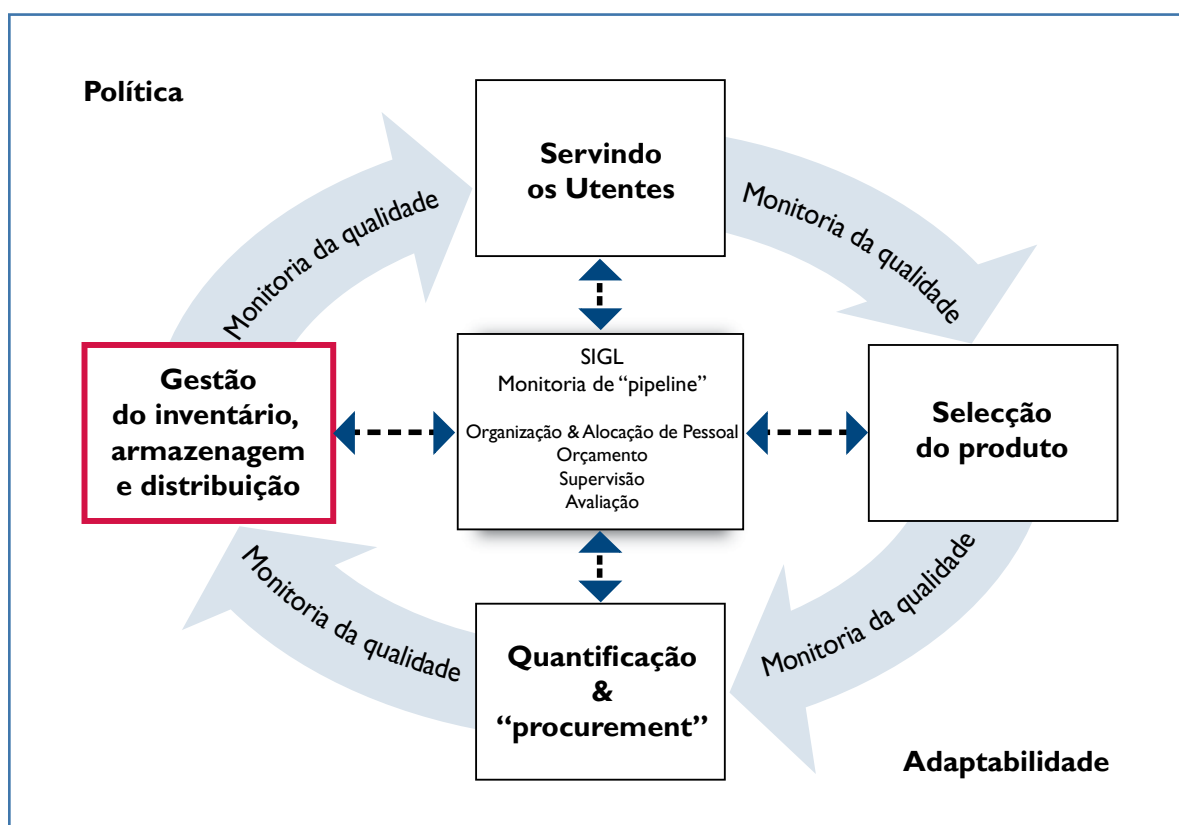 Política
Servindo
os Utentes
Monitoria da qualidade
Monitoria da qualidade
Gestão
do inventário,
armazenagem
e distribuição
SIGL
Monitoria de “pipeline”
Organização & Alocação de Pessoal
Orçamento
Supervisão
Avaliação
Selecção
do produto
Monitoria da qualidade
Monitoria da qualidade
Quantificação
&
“procurement”
Adaptabilidade